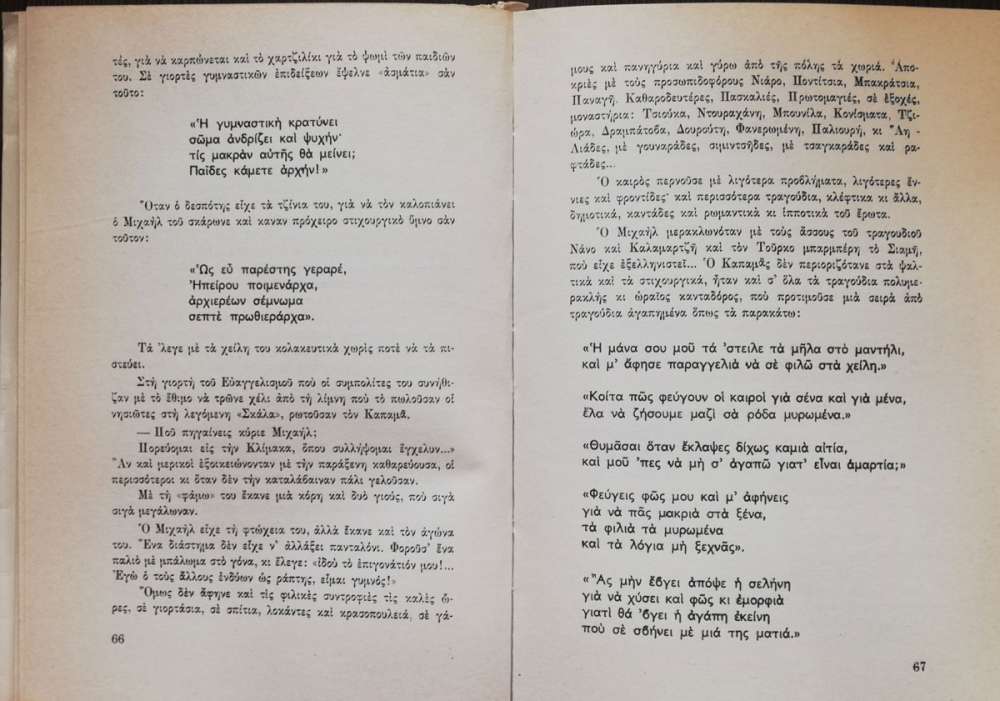 τές, γιὰ νὰ καρπώνεται καὶ τὸ χαρτζιλίκι γιὰ τὸ ψωμὶ τῶν παιδιῶν
του. Σὲ γιορτὲς γυμναστικῶν ἐπιδείξεων ἔψελνε «ἀσμάτια» σὰν
τοῦτο:
«Ἡ γυμναστικὴ κρατύνει
σῶμα ἀνδρίζει καὶ ψυχήν·
τίς μακρὰν αὐτῆς θὰ μείνει;
Παῖδες κάμετε ἀρχήν!»
Ὅταν ὁ δεσπότης εἶχε τὰ τζίνια του, γιὰ νὰ τὸν καλοπιάνει
ὁ Μιχαὴλ τοῦ σκάρωνε καὶ καναν πρόχειρο στιχουργικὸ ὕμνο σὰν
τοῦτον:
«Ὡς εὖ παρέστης γεραρέ,
Ἠπείρου ποιμενάρχα,
ἀρχιερέων σέμνωμα
σεπτὲ πρωθιεράρχα».
Τά ᾽λεγε μὲ τὰ χείλη του κολακευτικὰ χωρὶς ποτὲ νὰ τὰ πι-
στεύει.
Στὴ γιορτὴ τοῦ Εὐαγγελισμοῦ ποὺ οἱ συμπολίτες του συνήθι-
ζαν μὲ τὸ ἔθιμο νὰ τρῶνε χέλι ἀπὸ τὴ λίμνη ποὺ τὸ πωλοῦσαν οἱ
νησιῶτες στὴ λεγόμενη «Σκάλα», ρωτοῦσαν τὸν Καπαμᾶ.
— Ποῦ πηγαίνεις κύριε Μιχαήλ;
Πορεύομαι εἰς τὴν Κλίμακα, ὅπου συλλήψομαι ἔγχελυν...»
Ἂν καὶ μερικοὶ ἐξοικειώνονταν μὲ τὴν παράξενη καθαρεύουσα, οἱ
περισσότεροι κι ὅταν δὲν τὴν καταλάβαιναν πάλι γελοῦσαν.
Μὲ τὴ «φάμω» του ἔκανε μιὰ κόρη καὶ δυὸ γιούς, ποὺ σιγὰ
σιγὰ μεγάλωναν.
Ὁ Μιχαὴλ εἶχε τὴ φτώχεια του, ἀλλὰ ἔκανε καὶ τὸν ἀγώνα
του. Ἕνα διάστημα δὲν εἶχε ν᾽ ἀλλάξει πανταλόνι. Φοροῦσ᾽ ἕνα
παλιὸ μὲ μπάλωμα στὸ γόνα, κι ἔλεγε: «ἰδοὺ τὸ ἐπιγονάτιόν μου!...
Ἐγὼ ὁ τοὺς ἄλλους ἐνδύων ὡς ράπτης, εἶμαι γυμνός!»
Ὅμως δὲν ἄφηνε καὶ τὶς φιλικὲς συντροφιὲς τὶς καλὲς ὧ-
ρες, σὲ γιορτάσια, σὲ σπίτια, λοκάντες καὶ κρασοπουλειά, σὲ γά-
66
μους καὶ πανηγύρια καὶ γύρω ἀπὸ τῆς πόλης τὰ χωριά. Ἀπο-
κριὲς μὲ τοὺς προσωπιδοφόρους Νιάρο, Ποντίτσια, Μπακράτσια,
Παναγῆ. Καθαροδευτέρες, Πασκαλιές, Πρωτομαγιές, σὲ ἐξοχές,
μοναστήρια: Τσιούκα, Ντουραχάνη, Μπουνίλα, Κονίσματα, Τζι-
ώρα, Δραμπάτοβα, Δουρούτη, Φανερωμένη, Παλιουρή, κι Ἅη -
Λιάδες, μὲ γουναράδες, σιμιντσῆδες, μὲ τσαγκαράδες καὶ ρα-
φτάδες...
Ὁ καιρὸς περνοῦσε μὲ λιγότερα προβλήματα, λιγότερες ἔν-
νιες καὶ φροντίδες· καὶ περισσότερα τραγούδια, κλέφτικα κι ἄλλα,
δημοτικά, καντάδες καὶ ρωμαντικὰ κι ἱπποτικὰ τοῦ ἔρωτα.
Ὁ Μιχαὴλ μερακλωνόταν μὲ τοὺς ἄσσους τοῦ τραγουδιοῦ
Νάνο καὶ Καλαμαρτζῆ καὶ τὸν Τοῦρκο μπαρμπέρη τὸ Σιαμῆ,
ποὺ εἶχε ἐξελληνιστεῖ... Ὁ Καπαμᾶς δὲν περιοριζότανε στὰ ψαλ-
τικὰ καὶ τὰ στιχουργικά, ἦταν καὶ σ᾽ ὅλα τὰ τραγούδια πολυμε-
ρακλὴς κι ὡραῖος κανταδόρος, ποὺ προτιμοῦσε μιὰ σειρὰ ἀπὸ
τραγούδια ἀγαπημένα ὅπως τὰ παρακάτω:
«Ἡ μάνα σου μοῦ τά ᾽στειλε τὰ μῆλα στὸ μαντήλι,
καὶ μ᾽ ἄφησε παραγγελιὰ νὰ σὲ φιλῶ στὰ χείλη.»
«Κοίτα πῶς φεύγουν οἱ καιροὶ γιὰ σένα καὶ γιὰ μένα,
ἔλα νὰ ζήσουμε μαζὶ σὰ ρόδα μυρωμένα.»
«Θυμᾶσαι ὅταν ἔκλαψες δίχως καμιὰ αἰτία,
καὶ μοῦ ᾽πες νὰ μὴ σ᾽ ἀγαπῶ γιατ᾽ εἶναι ἁμαρτία;»
«Φεύγεις φῶς μου καὶ μ᾽ ἀφήνεις
γιὰ νὰ πᾶς μακριὰ στὰ ξένα,
τὰ φιλιὰ τὰ μυρωμένα
καὶ τὰ λόγια μὴ ξεχνᾶς».
«Ἂς μὴν ἔβγει ἀπόψε ἡ σελήνη
γιὰ νὰ χύσει καὶ φῶς κι ἐμορφιὰ
γιατὶ θά ᾽βγει ἡ ἀγάπη ἐκείνη
ποὺ σὲ σβήνει μὲ μιά της ματιά.»
67